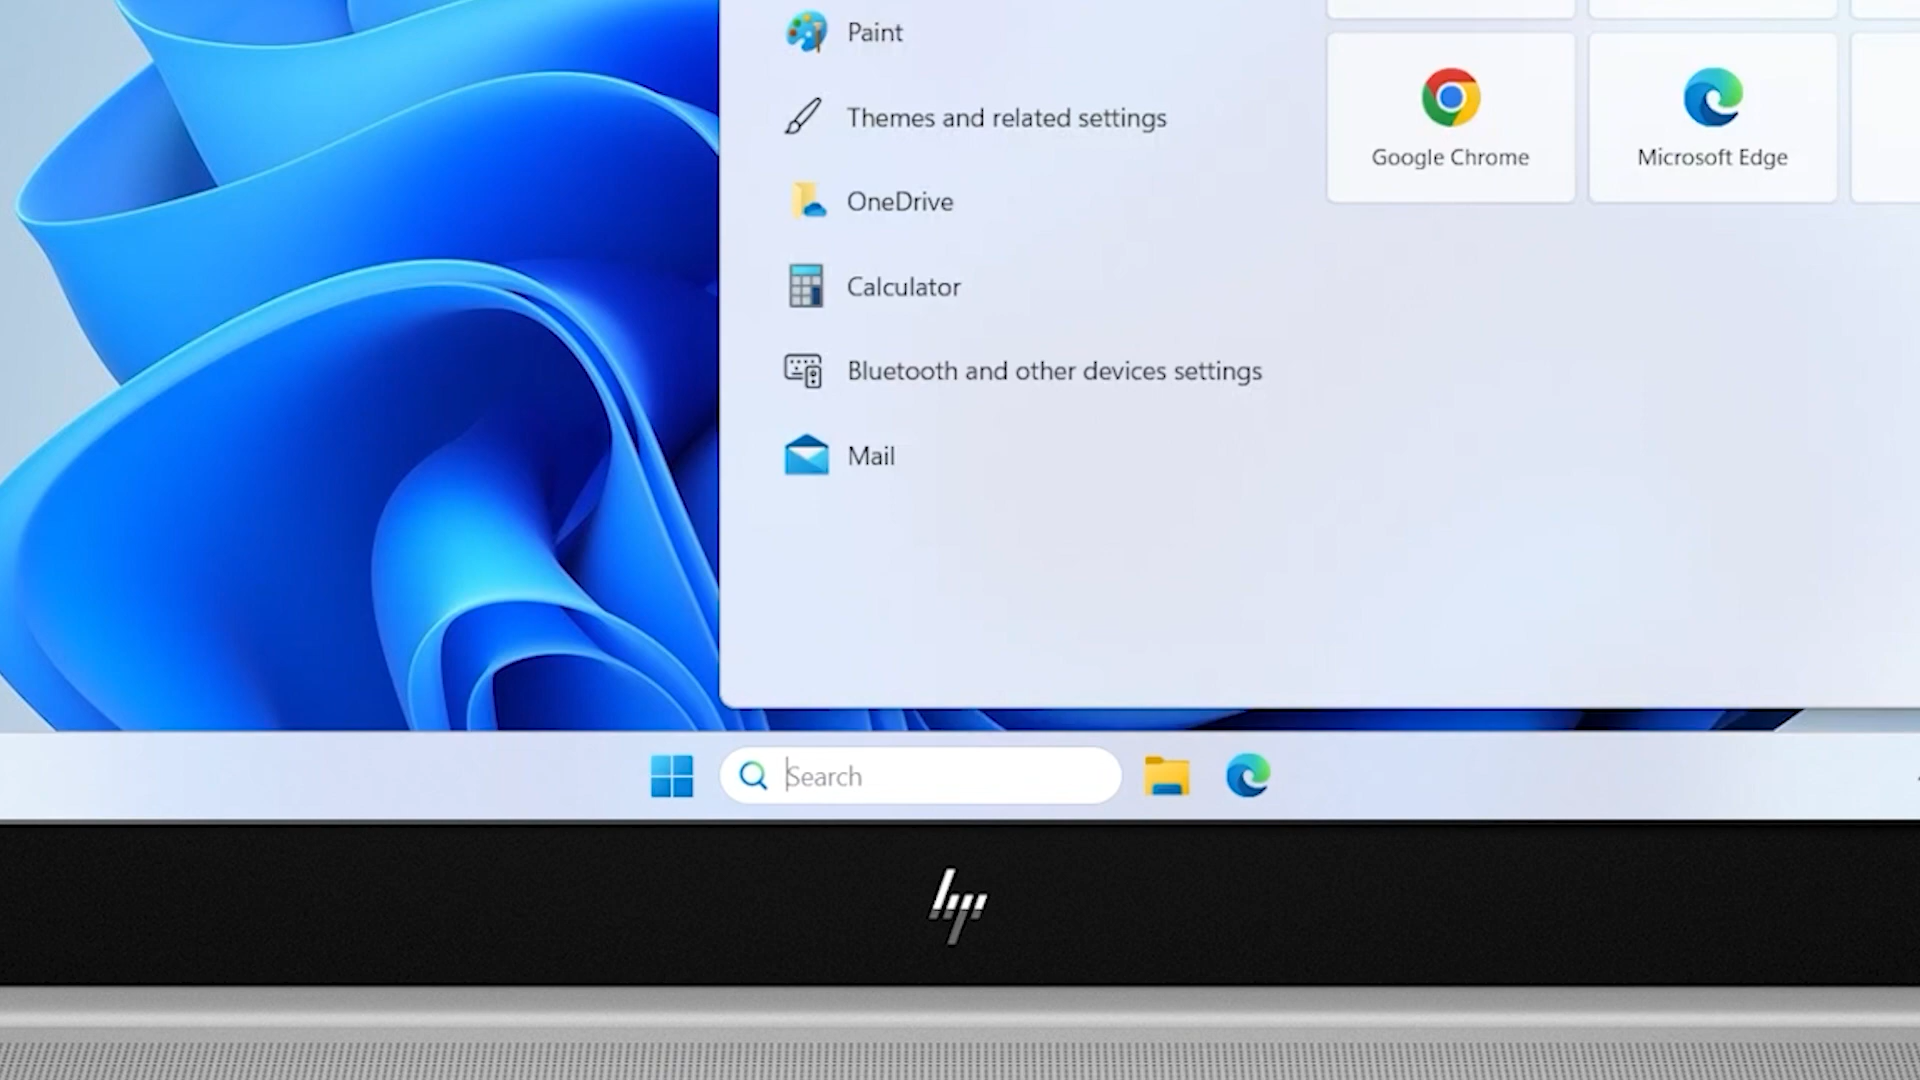 Paint
Themes and related settings
OneDrive
Calculator
Bluetooth and other devices settings
Mail
Google Chrome
Microsoft Edge
Search
hp